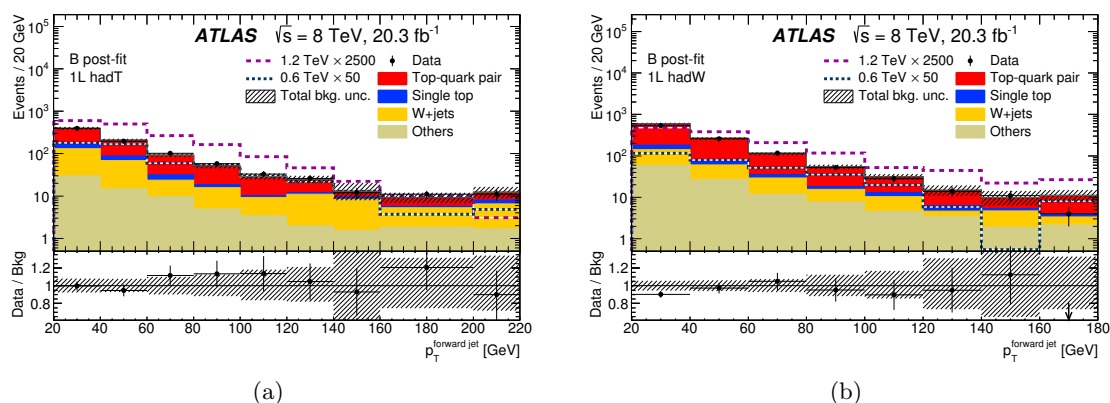 ATLAS √s = 8 TeV, 20.3 fb⁻¹
B post-fit
1L hadT
1.2 TeV × 2500
0.6 TeV × 50
Total bkg. unc.
Data
Top-quark pair
Single top
W+jets
Others
Events / 20 GeV
10⁵
10⁴
10³
10²
10
1
Data / Bkg
1.2
1
0.8
20 40 60 80 100 120 140 160 180 200 220
p_T^forward jet [GeV]
(a)
ATLAS √s = 8 TeV, 20.3 fb⁻¹
B post-fit
1L hadW
1.2 TeV × 2500
0.6 TeV × 50
Total bkg. unc.
Data
Top-quark pair
Single top
W+jets
Others
Events / 20 GeV
10⁵
10⁴
10³
10²
10
1
Data / Bkg
1.2
1
0.8
20 40 60 80 100 120 140 160 180
p_T^forward jet [GeV]
(b)